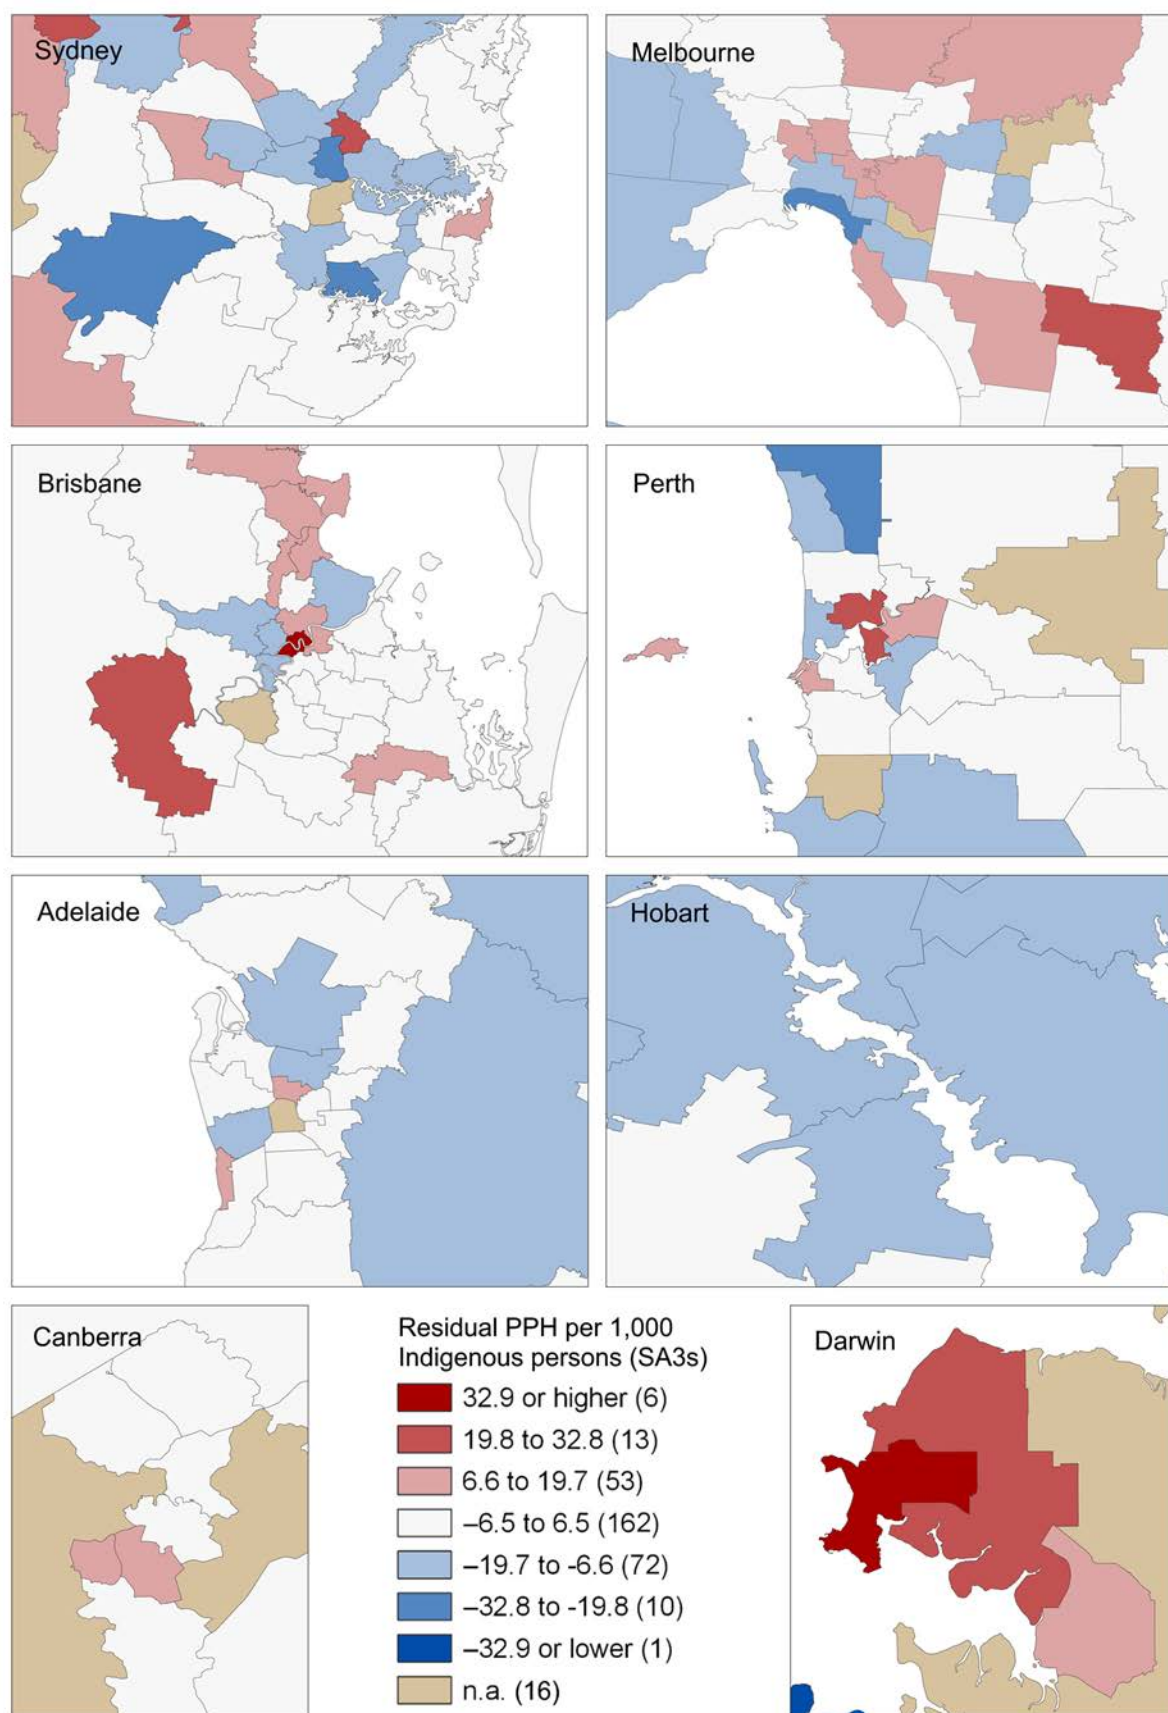 Sydney
Melbourne
Brisbane
Perth
Adelaide
Hobart
Canberra
Residual PPH per 1,000
Indigenous persons (SA3s)
32.9 or higher (6)
19.8 to 32.8 (13)
6.6 to 19.7 (53)
–6.5 to 6.5 (162)
–19.7 to -6.6 (72)
–32.8 to -19.8 (10)
–32.9 or lower (1)
n.a. (16)
Darwin